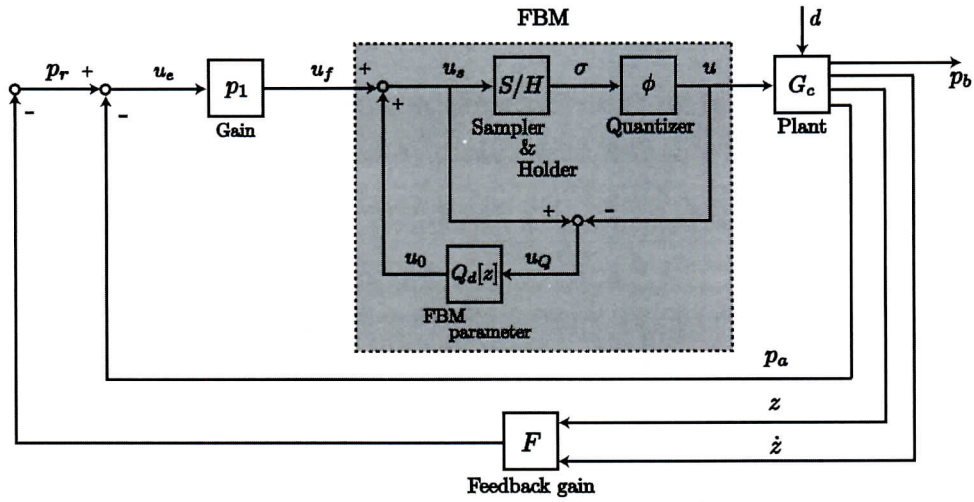 FBM
d
p_r
+
-
u_e
-
p_1
Gain
u_f
+
+
u_s
S/H
Sampler
&
Holder
σ
ϕ
Quantizer
u
G_c
Plant
p_b
+
-
u_0
Q_d[z]
u_Q
FBM
parameter
p_a
z
F
ż
Feedback gain